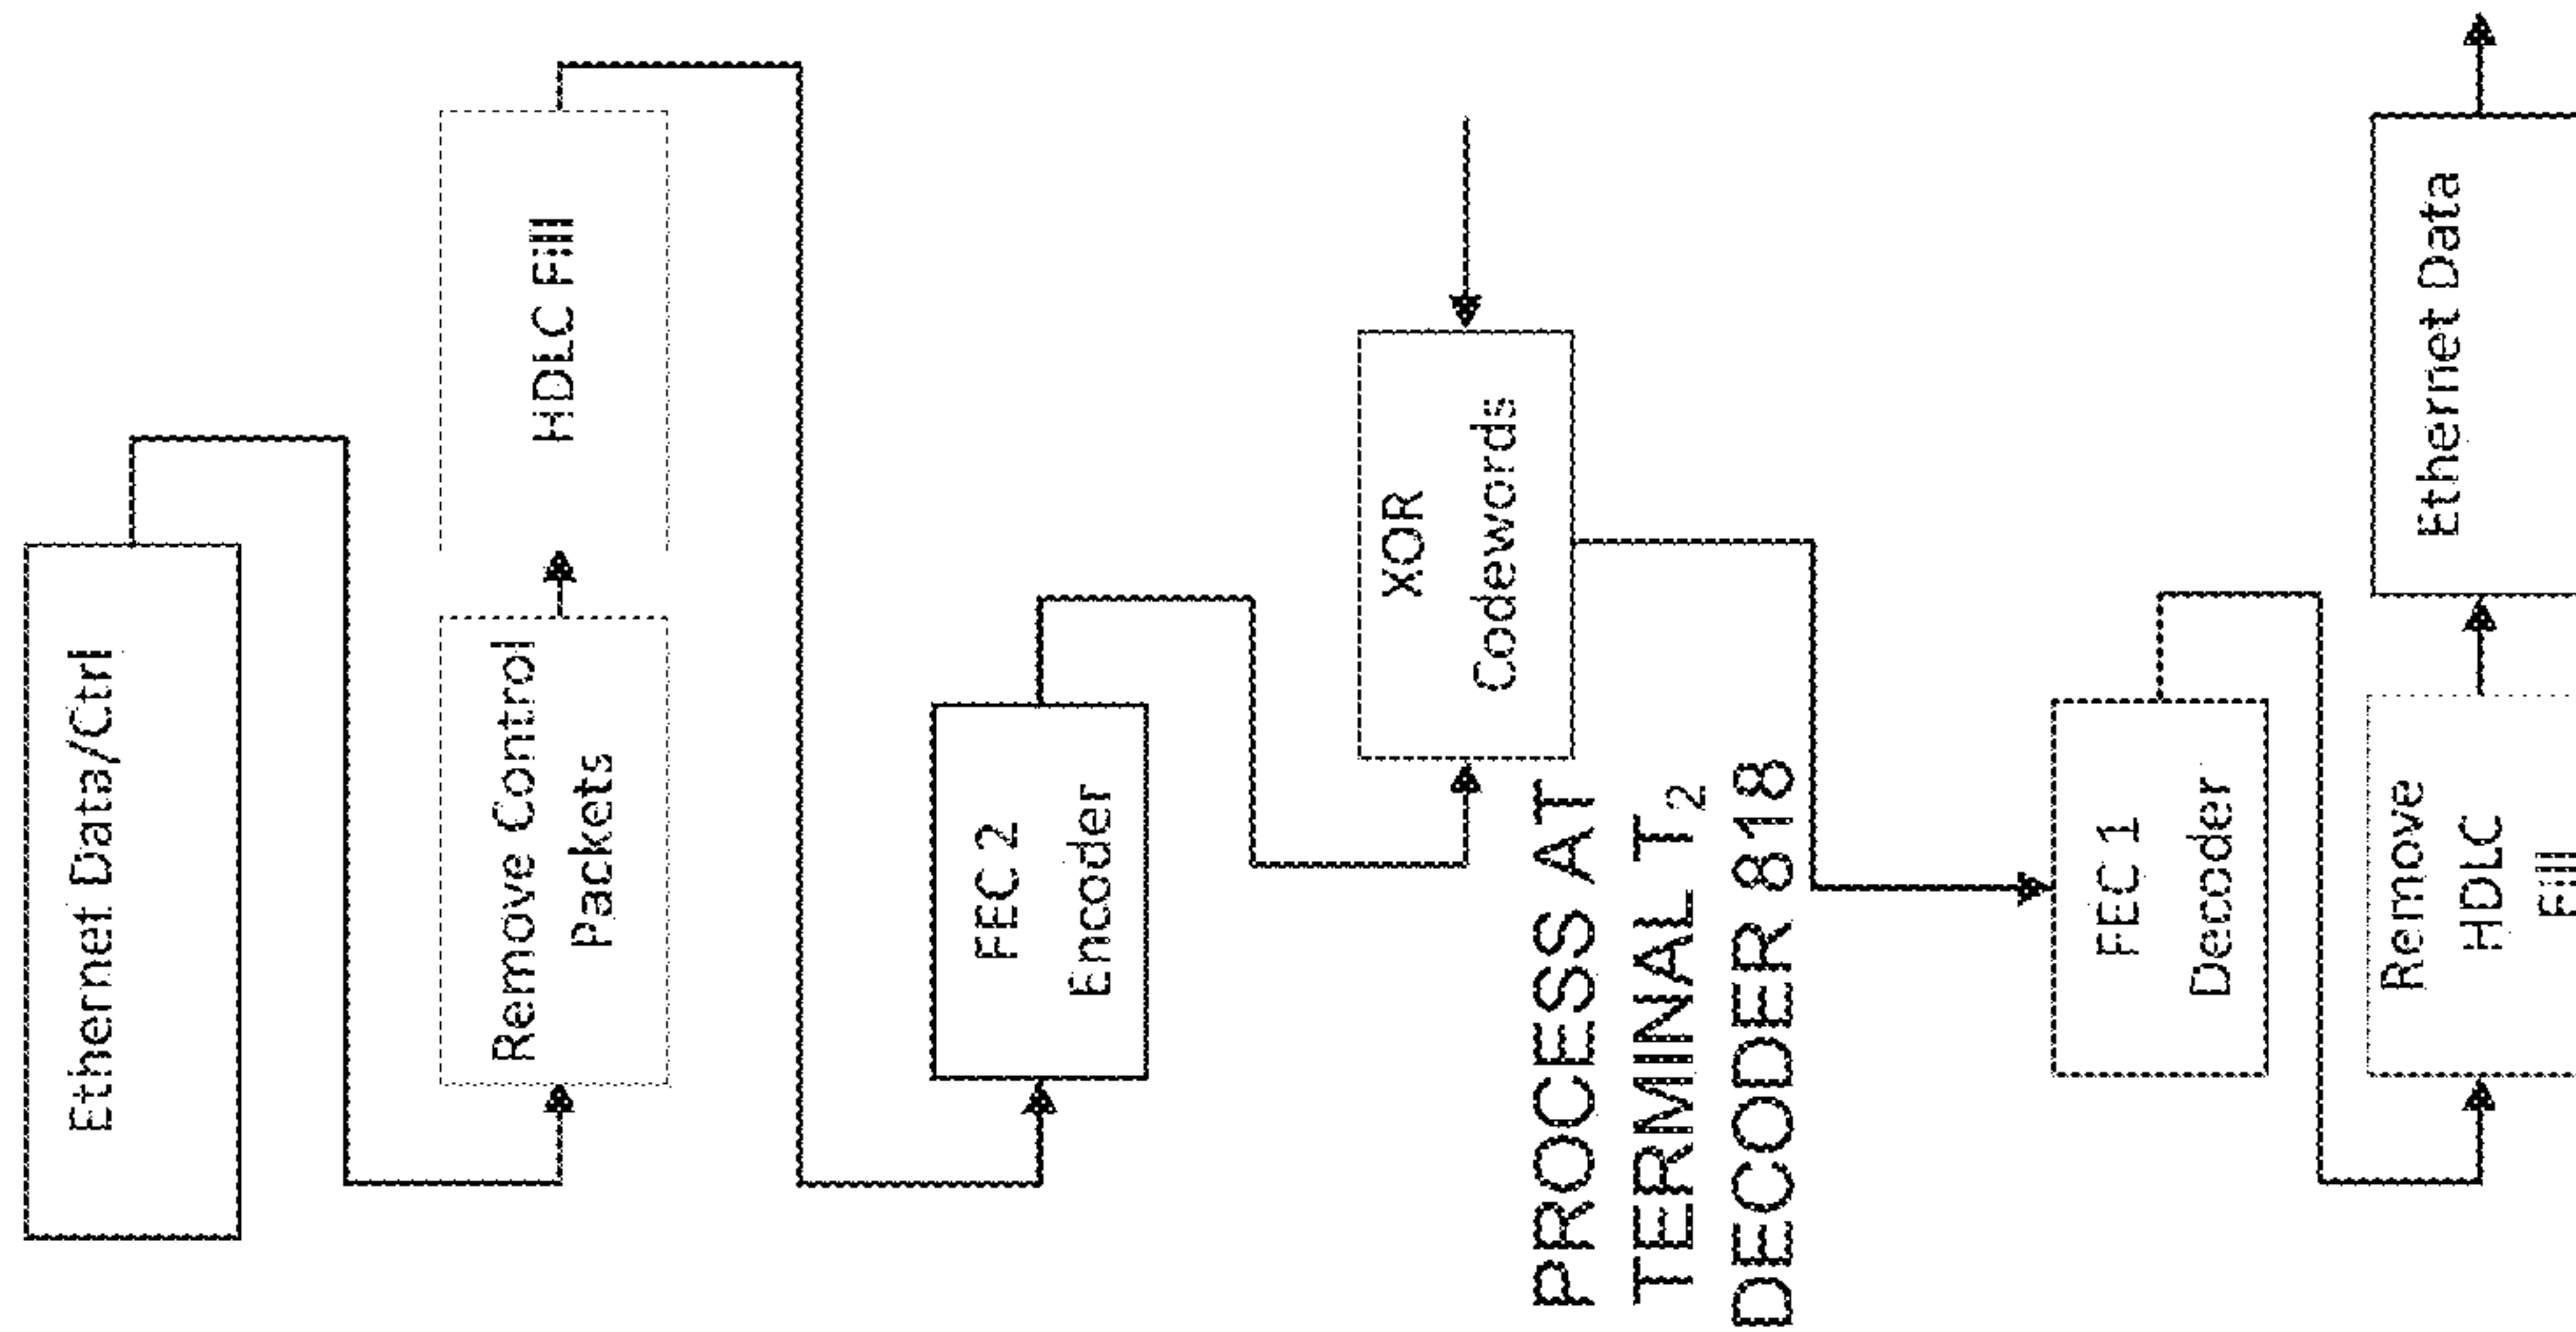 Ethernet Data/Ctrl
Remove Control
Packets
HDLC Fill
FEC 2
Encoder
XOR
Codewords
PROCESS AT
TERMINAL T₂
DECODER 818
FEC 1
Decoder
Remove
HDLC
Fill
Ethernet Data